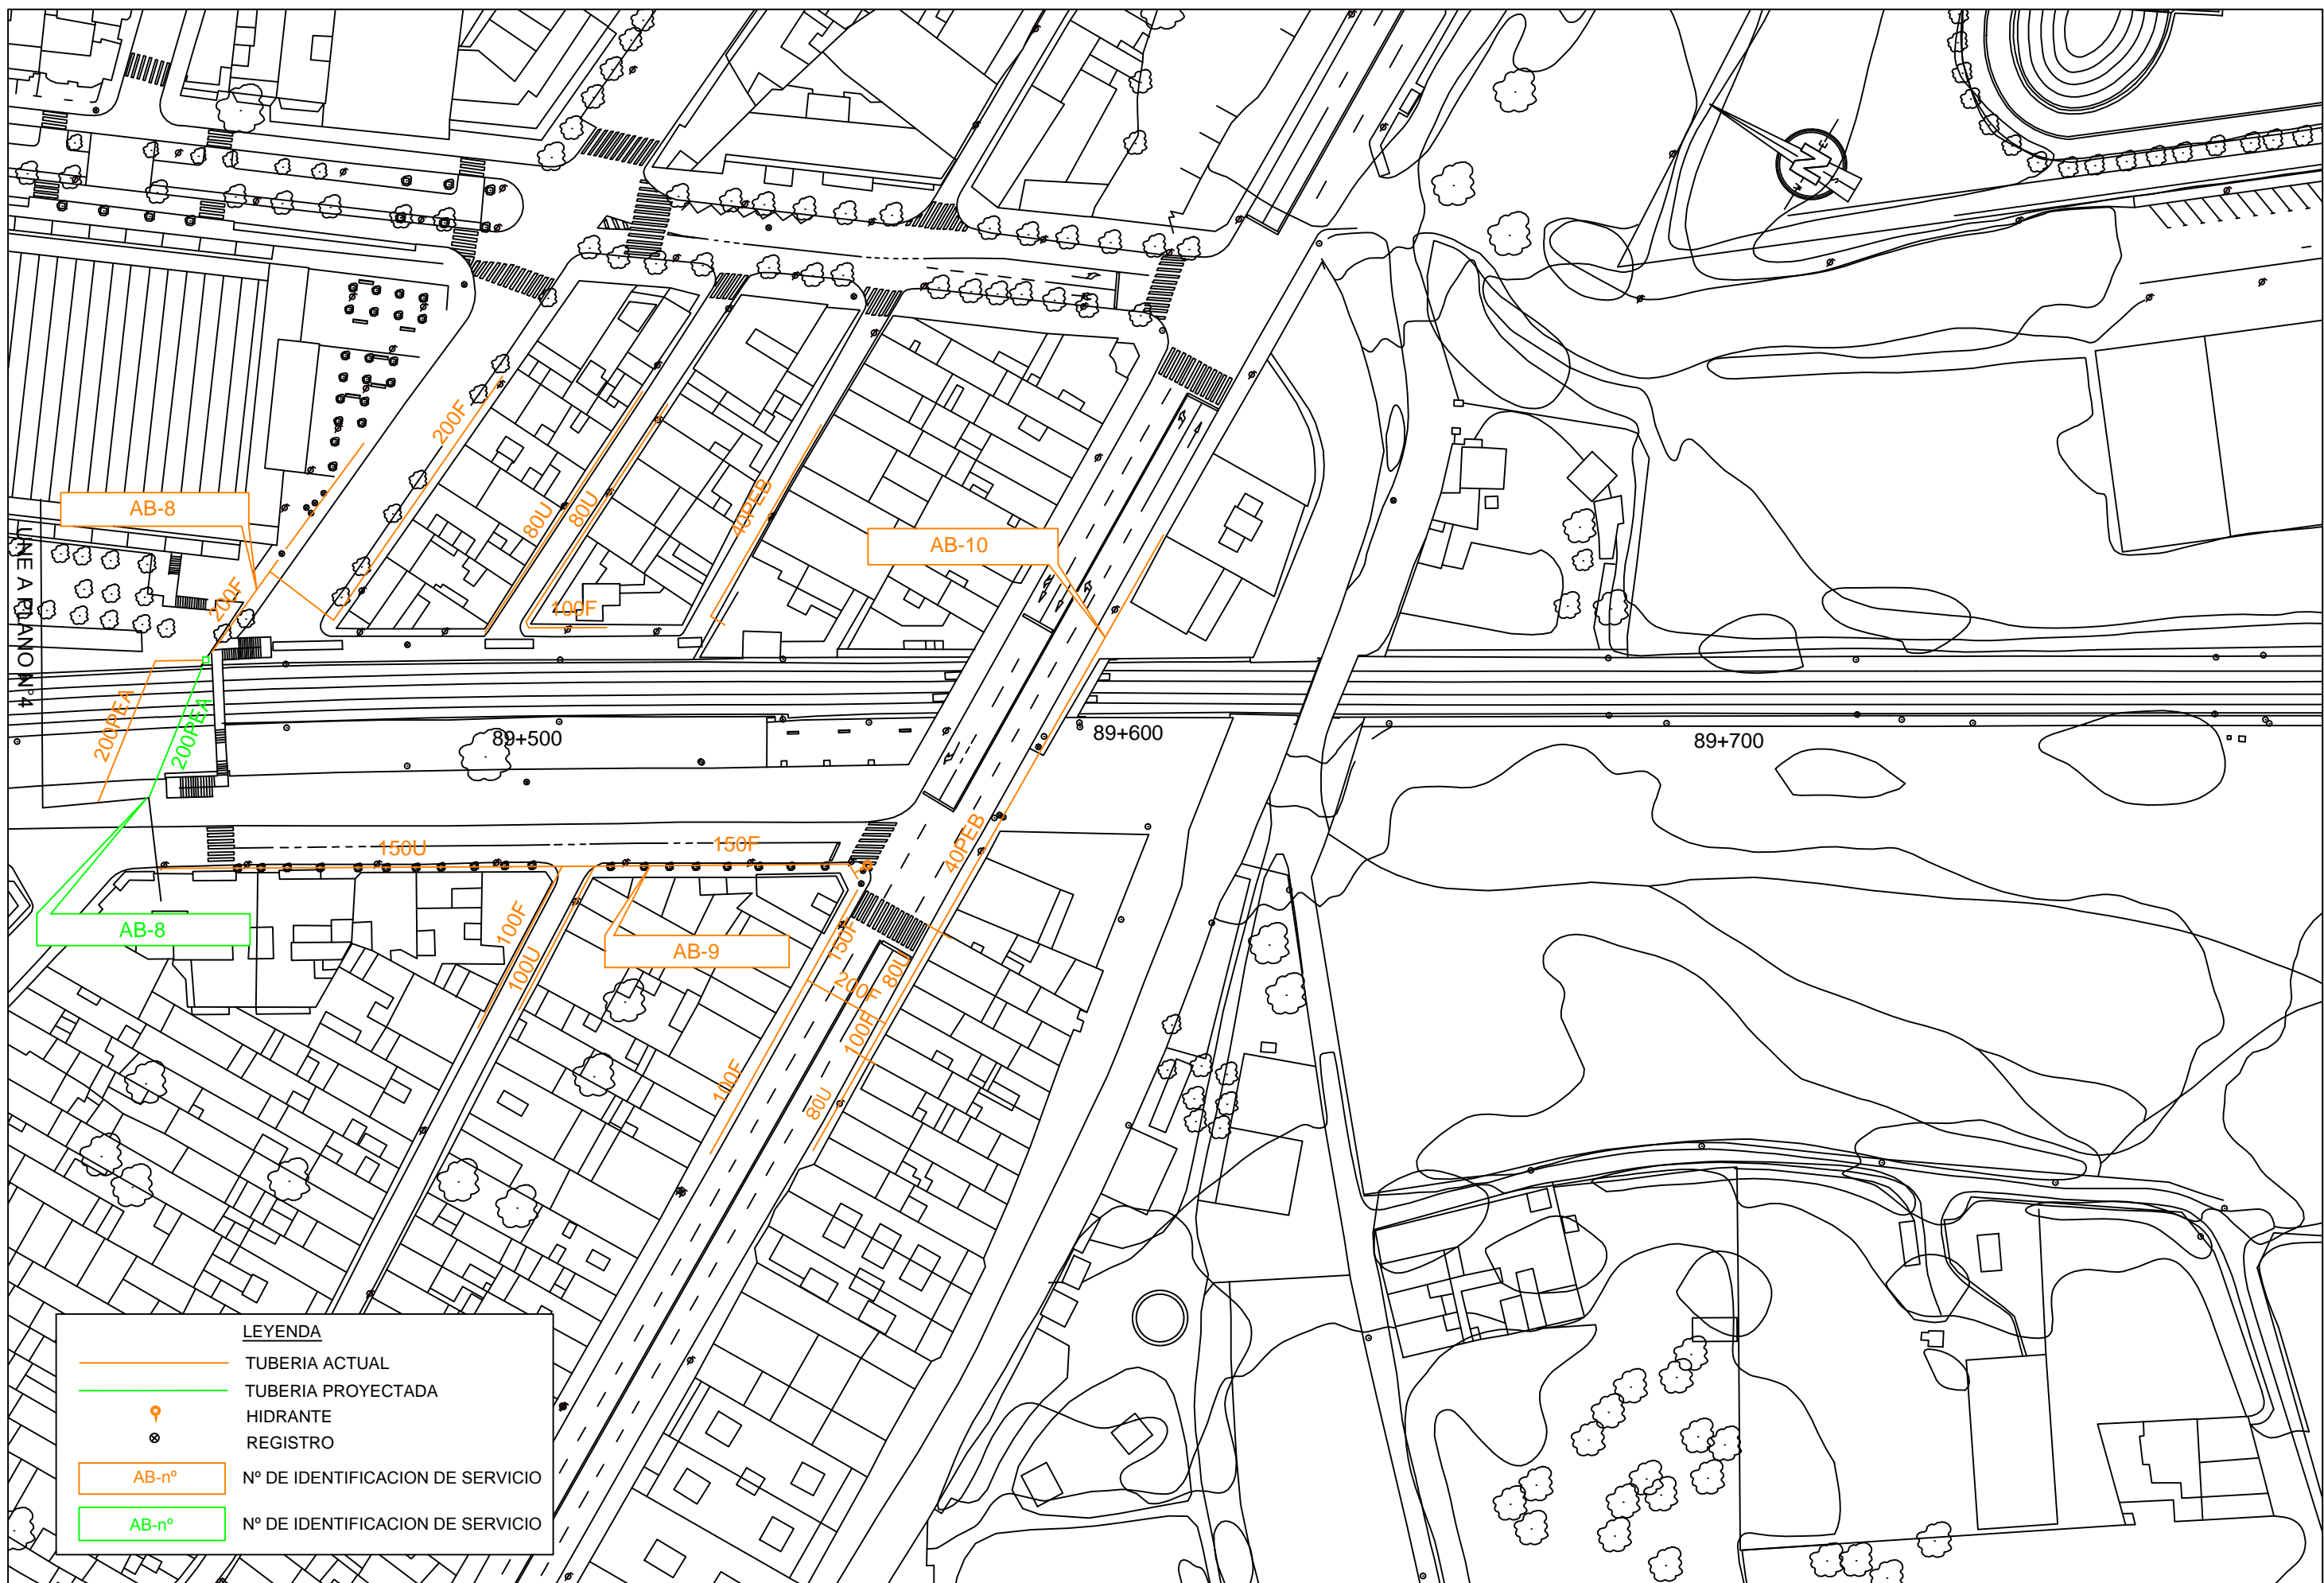 N
200F
AB-8
80U
80U
40PEB
AB-10
UNE A PLANO Nº4
200F
100F
200PEA
200PEA
89+500
89+600
89+700
150U
150F
40PEB
AB-8
100F
100U
AB-9
150F
80U
200F
100F
100F
80U
LEYENDA
TUBERIA ACTUAL
TUBERIA PROYECTADA
HIDRANTE
REGISTRO
AB-nº Nº DE IDENTIFICACION DE SERVICIO
AB-nº Nº DE IDENTIFICACION DE SERVICIO